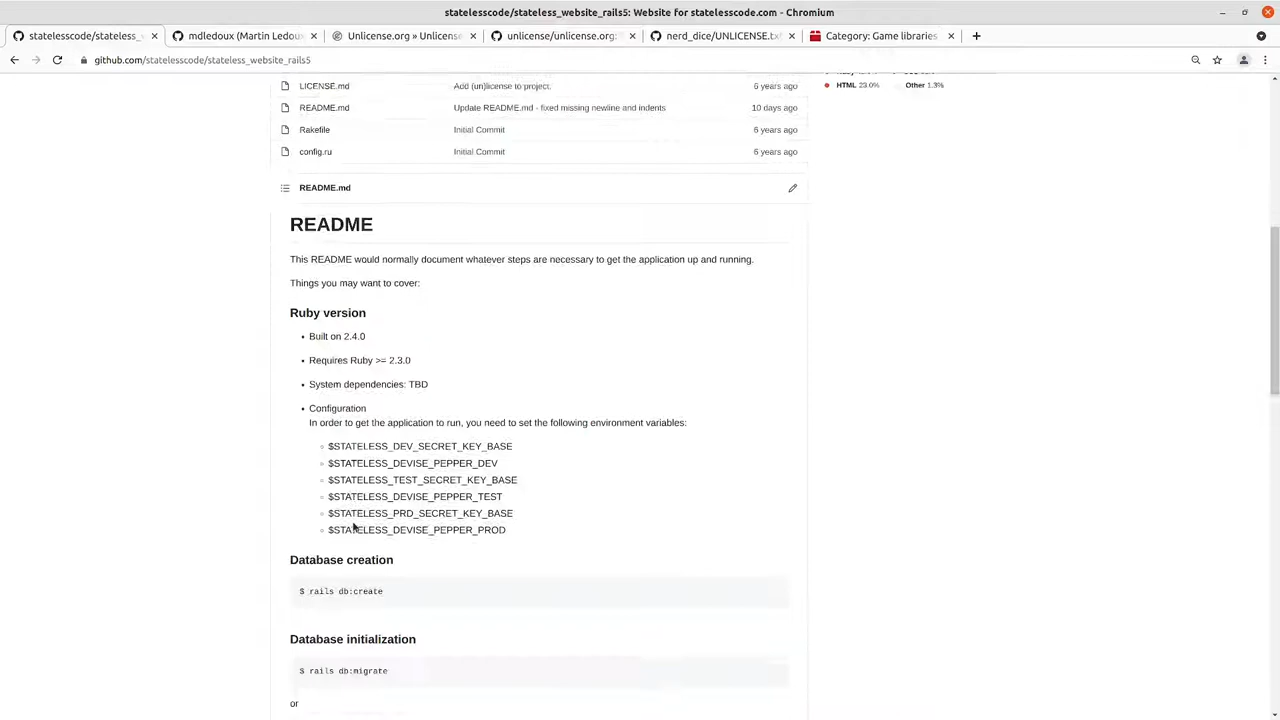 statelesscode/stateless_website_rails5: Website for statelesscode.com - Chromium
statelesscode/stateless_w
mdledoux (Martin Ledoux
Unlicense.org » Unlicense
unlicense/unlicense.org:
nerd_dice/UNLICENSE.txt
Category: Game libraries
github.com/statelesscode/stateless_website_rails5
HTML 23.0% Other 1.3%
LICENSE.md Add (un)license to project. 6 years ago
README.md Update README.md - fixed missing newline and indents 10 days ago
Rakefile Initial Commit 6 years ago
config.ru Initial Commit 6 years ago
README.md
README
This README would normally document whatever steps are necessary to get the application up and running.
Things you may want to cover:
Ruby version
• Built on 2.4.0
• Requires Ruby >= 2.3.0
• System dependencies: TBD
• Configuration
In order to get the application to run, you need to set the following environment variables:
◦ $STATELESS_DEV_SECRET_KEY_BASE
◦ $STATELESS_DEVISE_PEPPER_DEV
◦ $STATELESS_TEST_SECRET_KEY_BASE
◦ $STATELESS_DEVISE_PEPPER_TEST
◦ $STATELESS_PRD_SECRET_KEY_BASE
◦ $STATELESS_DEVISE_PEPPER_PROD
Database creation
$ rails db:create
Database initialization
$ rails db:migrate
or